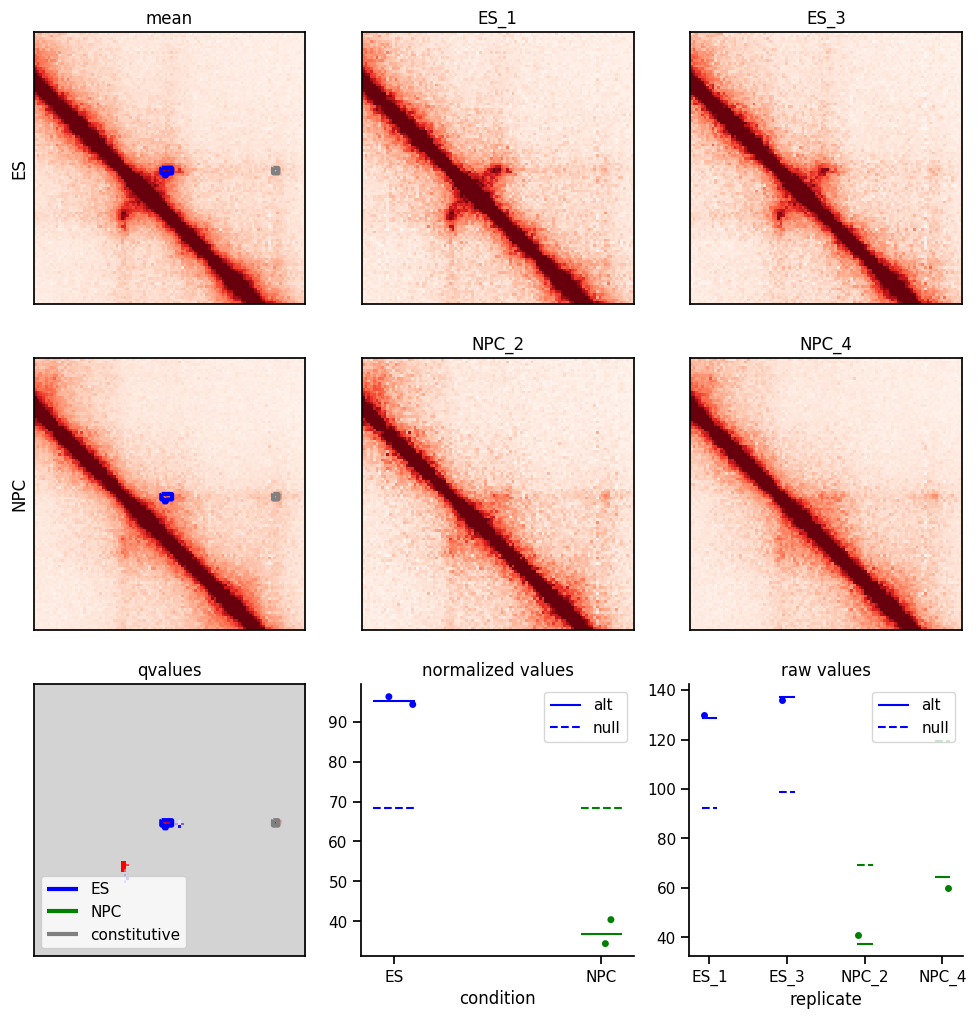 mean
ES_1
ES_3
ES
NPC_2
NPC_4
NPC
qvalues
ES
NPC
constitutive
normalized values
alt
null
90
80
70
60
50
40
ES
NPC
condition
raw values
alt
null
140
120
100
80
60
40
ES_1
ES_3
NPC_2
NPC_4
replicate